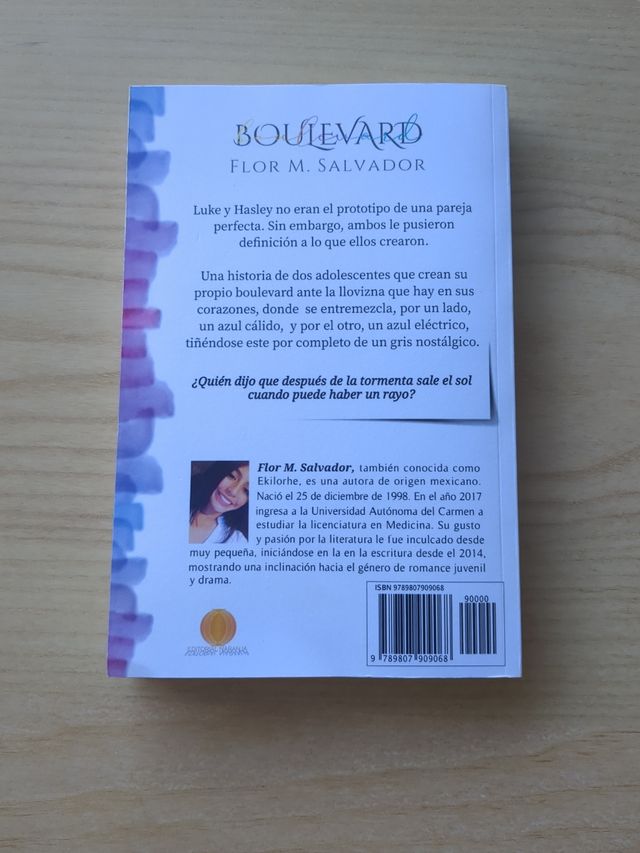 BOULEVARD
boulevard
FLOR M. SALVADOR
Luke y Hasley no eran el prototipo de una pareja
perfecta. Sin embargo, ambos le pusieron
definición a lo que ellos crearon.
Una historia de dos adolescentes que crean su
propio boulevard ante la llovizna que hay en sus
corazones, donde se entremezcla, por un lado,
un azul cálido, y por el otro, un azul eléctrico,
tiñéndose este por completo de un gris nostálgico.
¿Quién dijo que después de la tormenta sale el sol
cuando puede haber un rayo?
Flor M. Salvador, también conocida como
Ekilorhe, es una autora de origen mexicano.
Nació el 25 de diciembre de 1998. En el año 2017
ingresa a la Universidad Autónoma del Carmen a
estudiar la licenciatura en Medicina. Su gusto
y pasión por la literatura le fue inculcado desde
muy pequeña, iniciándose en la en la escritura desde el 2014,
mostrando una inclinación hacia el género de romance juvenil
y drama.
EDITORIAL NARANJA
ISBN 9789807909068
90000
9 789807 909068